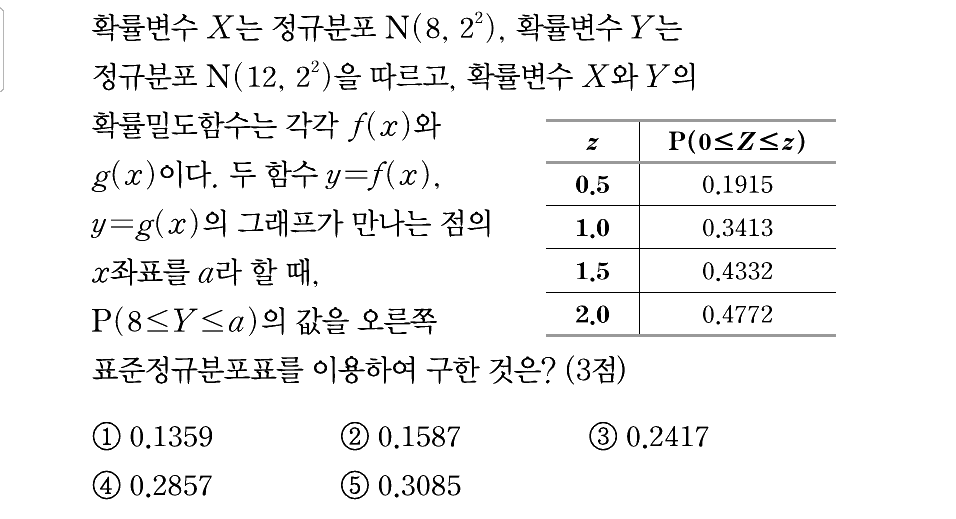 확률변수 X는 정규분포 N(8, 2²), 확률변수 Y는
정규분포 N(12, 2²)을 따르고, 확률변수 X와 Y의
확률밀도함수는 각각 f(x)와
g(x)이다. 두 함수 y=f(x),
y=g(x)의 그래프가 만나는 점의
x좌표를 a라 할 때,
P(8≤Y≤a)의 값을 오른쪽
표준정규분포표를 이용하여 구한 것은? (3점)
z P(0≤Z≤z)
0.5 0.1915
1.0 0.3413
1.5 0.4332
2.0 0.4772
① 0.1359 ② 0.1587 ③ 0.2417
④ 0.2857 ⑤ 0.3085